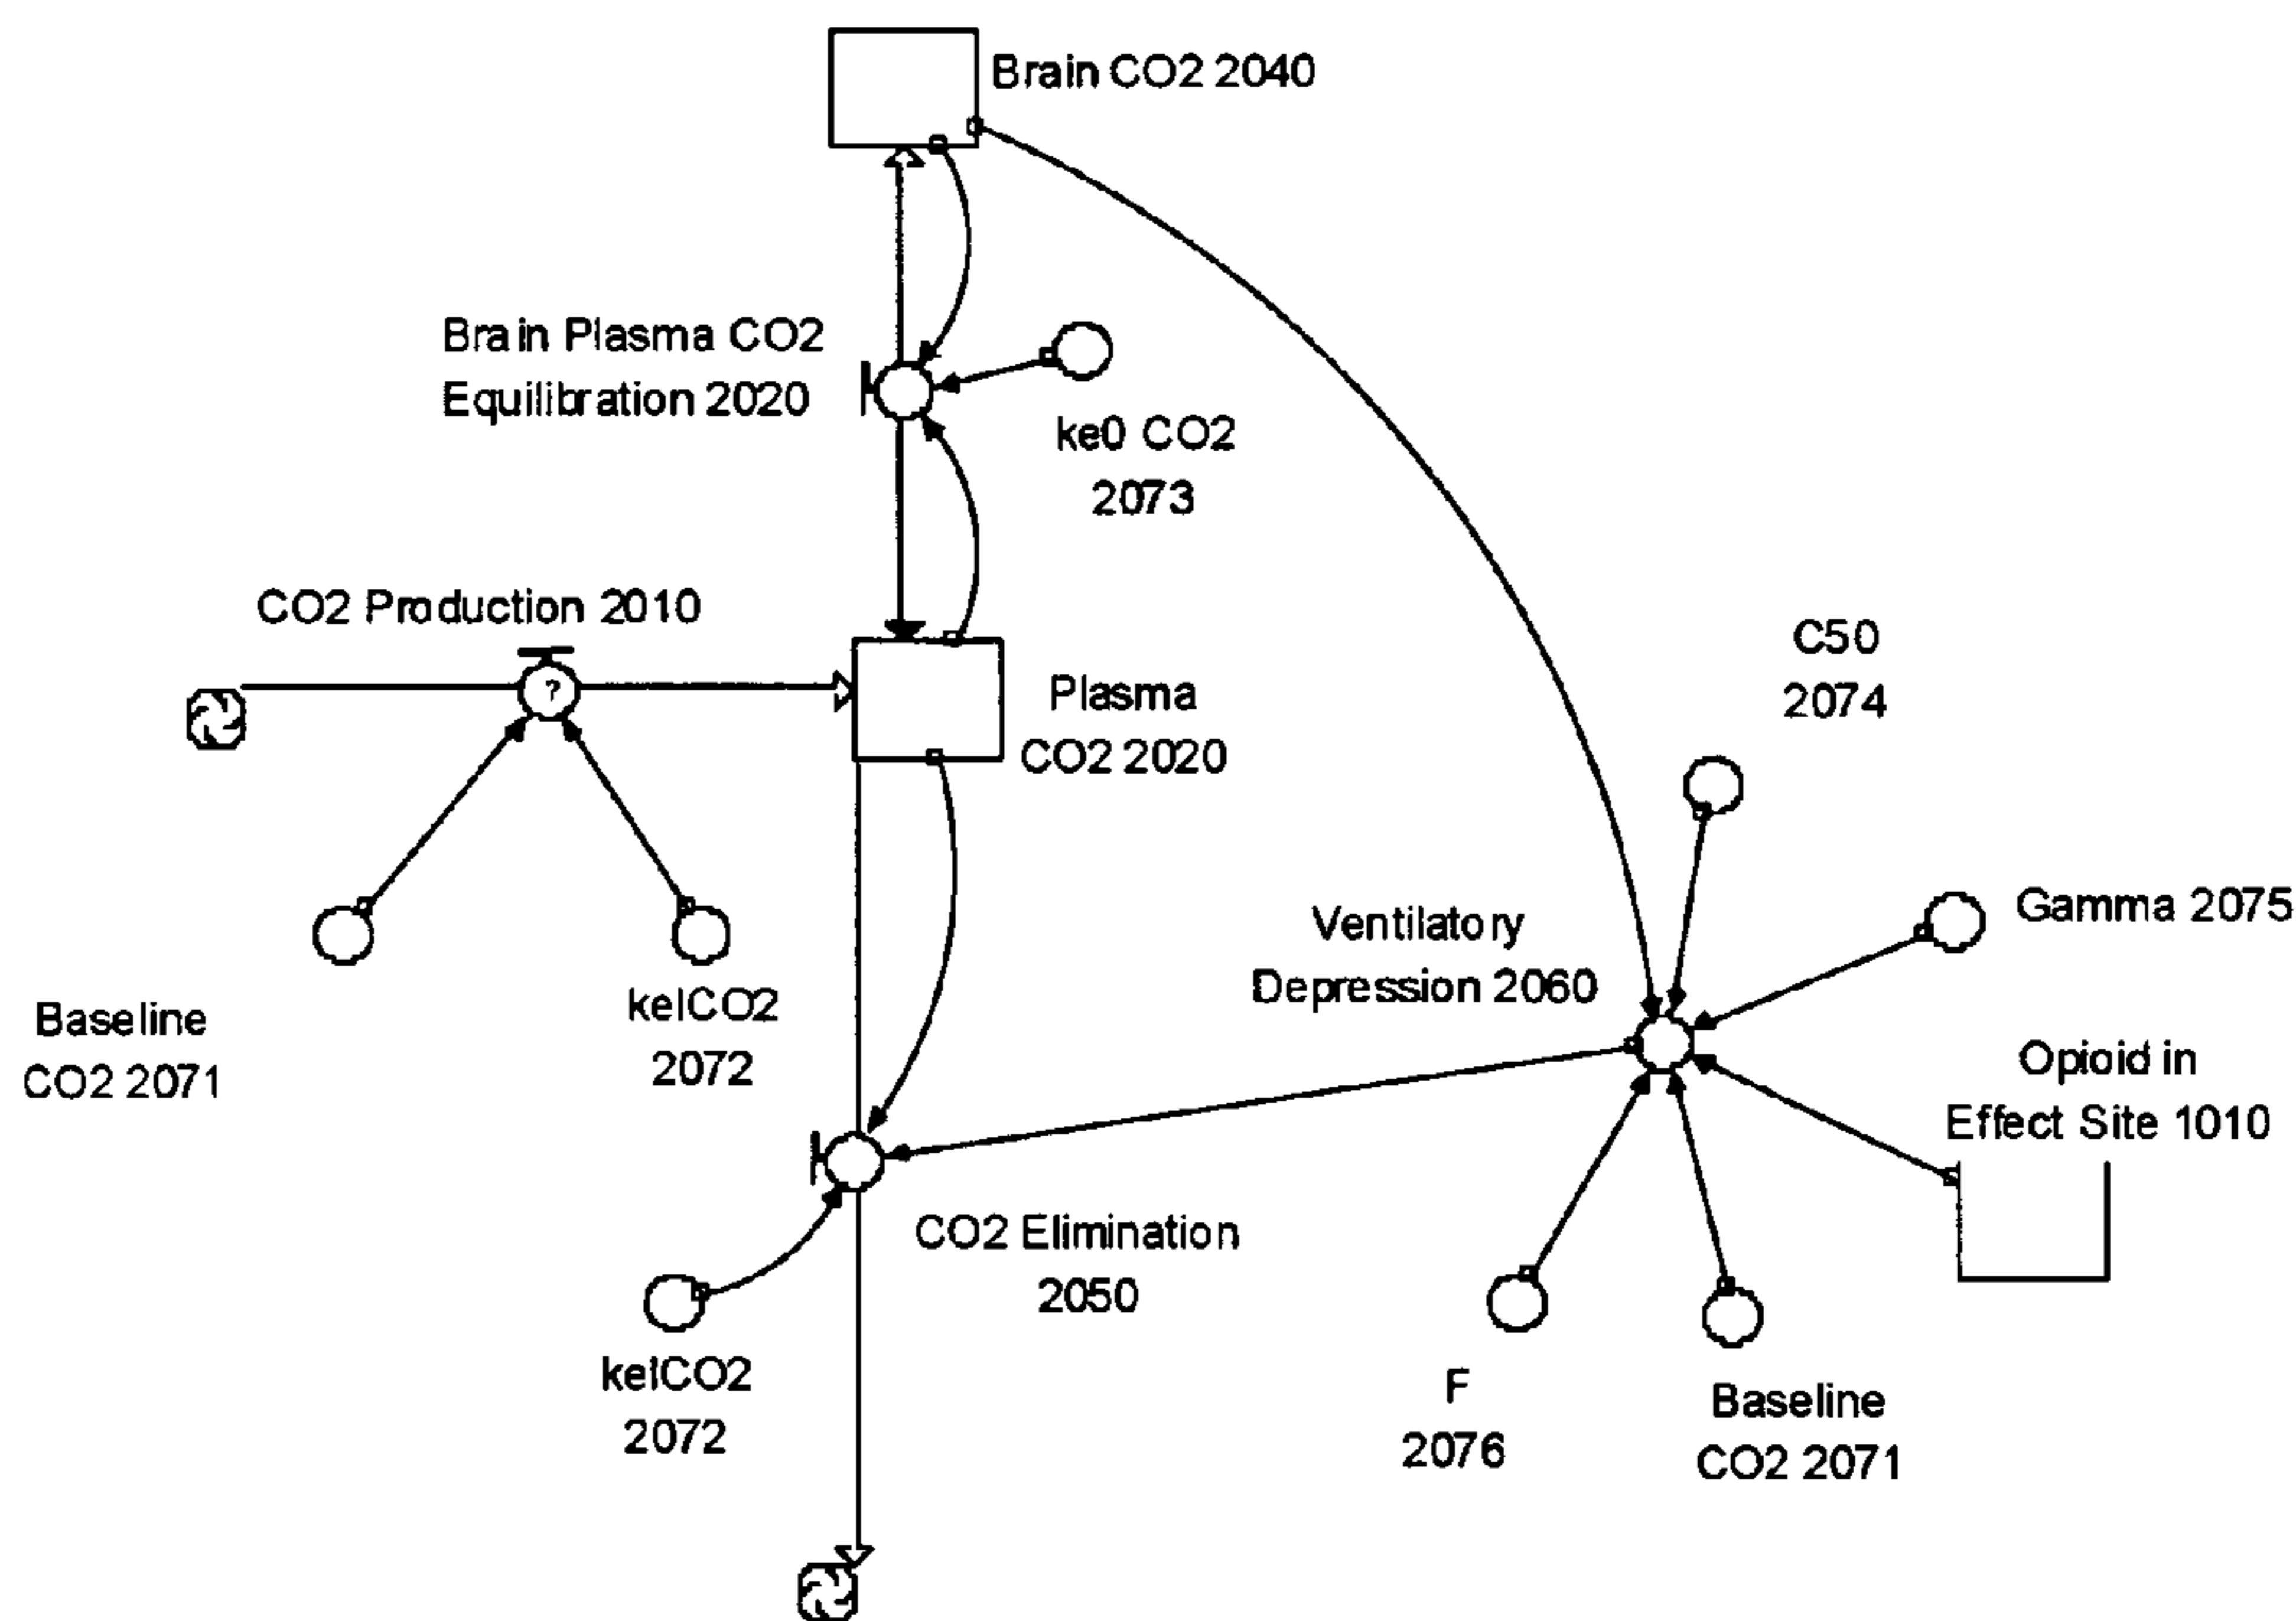 Brain CO2 2040
Brain Plasma CO2
Equilibration 2020
ke0 CO2
2073
CO2 Production 2010
?
Plasma
CO2 2020
C50
2074
Gamma 2075
Ventilatory
Depression 2060
Baseline
CO2 2071
kelCO2
2072
Opioid in
Effect Site 1010
CO2 Elimination
2050
kelCO2
2072
F
2076
Baseline
CO2 2071